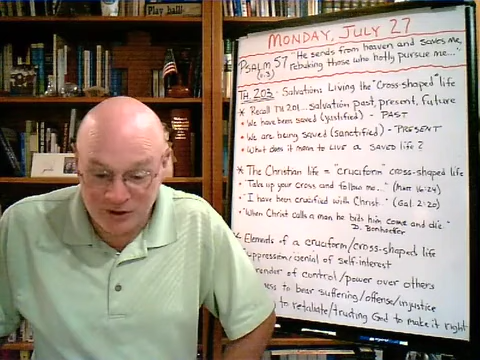 Play ball!
MONDAY, JULY 27
PSALM 57 "He sends from heaven and saves me,
(v.3) rebuking those who hotly pursue me..."
TH 202 - Salvation: Living the "Cross-shaped" life
* Recall TH 201... salvation past, present, future
• We have been saved (justified) - PAST
• We are being saved (sanctified) - PRESENT
• What does it mean to LIVE a SAVED life?
* The Christian life = "cruciform" cross-shaped life
"Take up your cross and follow me..." (Matt 16:24)
"I have been crucified with Christ." (Gal. 2:20)
"When Christ calls a man he bids him come and die."
D. Bonhoeffer
Elements of a cruciform/cross-shaped life
/denial of self-interest
of control/power over others
to bear suffering/offense/injustice
to retaliate/trusting God to make it right